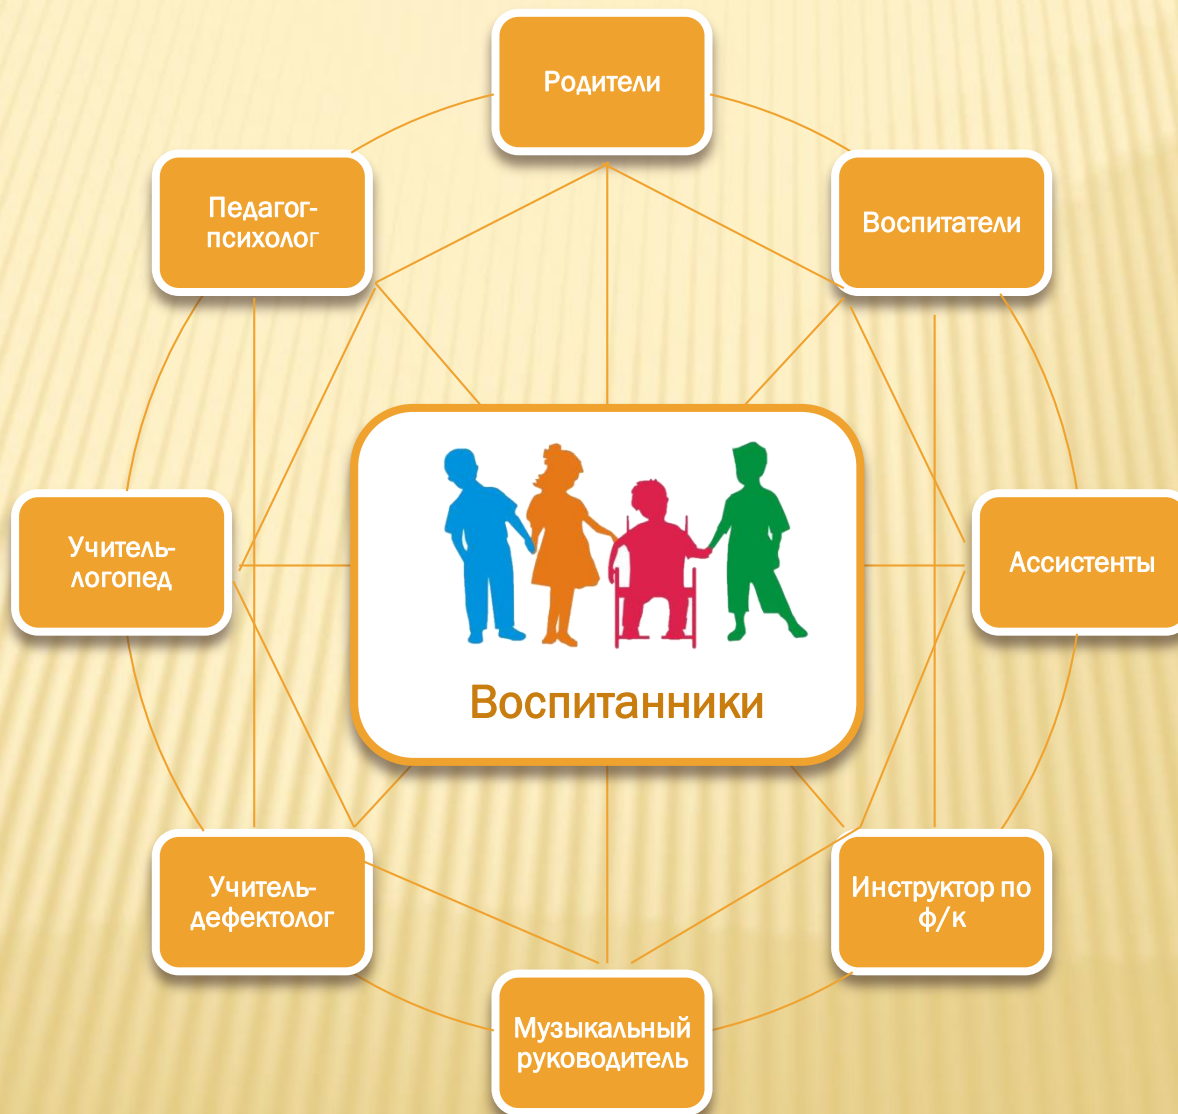 Родители
Педагог-
психолог
Воспитатели
Учитель-
логопед
Ассистенты
Воспитанники
Учитель-
дефектолог
Инструктор по
ф/к
Музыкальный
руководитель